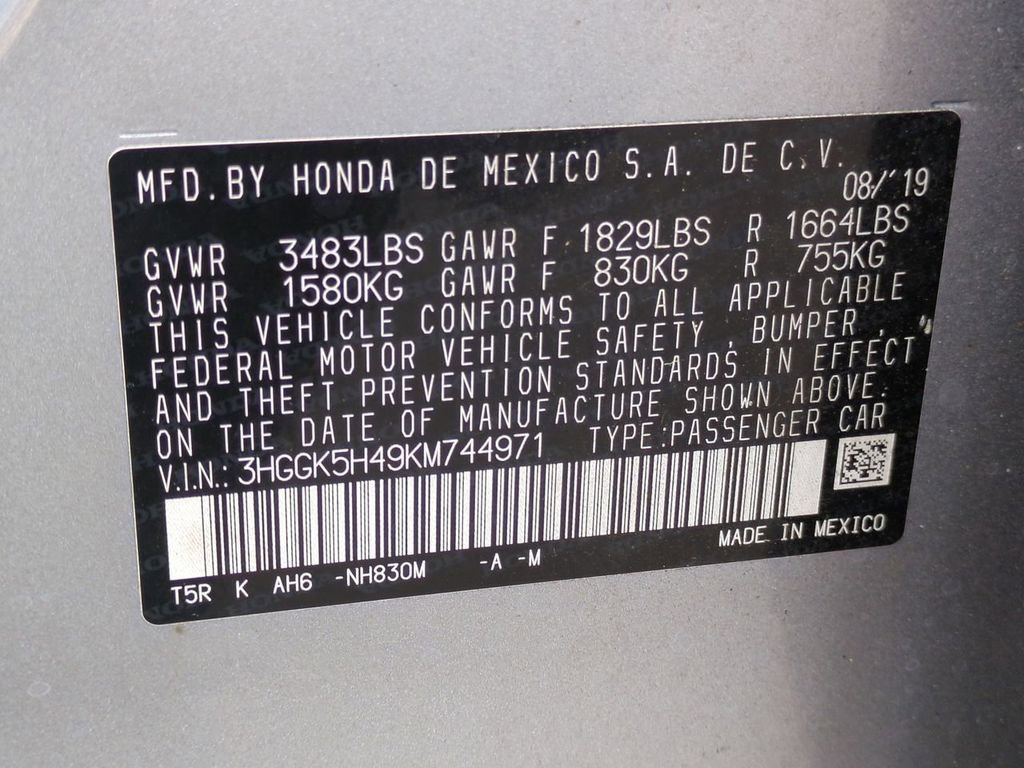 MFD. BY HONDA DE MEXICO S.A. DE C.V.
08/'19
GVWR 3483LBS GAWR F 1829LBS R 1664LBS
GVWR 1580KG GAWR F 830KG R 755KG
THIS VEHICLE CONFORMS TO ALL APPLICABLE
FEDERAL MOTOR VEHICLE SAFETY, BUMPER,
AND THEFT PREVENTION STANDARDS IN EFFECT
ON THE DATE OF MANUFACTURE SHOWN ABOVE.
V.I.N.: 3HGGK5H49KM744971 TYPE:PASSENGER CAR
MADE IN MEXICO
T5R K AH6 -NH830M -A -M